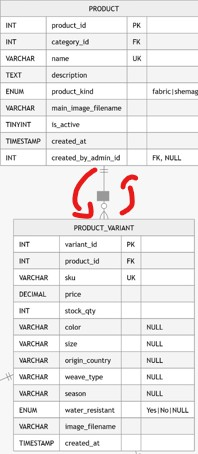 PRODUCT
INT product_id PK
INT category_id FK
VARCHAR name UK
TEXT description
ENUM product_kind fabric|shemag
VARCHAR main_image_filename
TINYINT is_active
TIMESTAMP created_at
INT created_by_admin_id FK, NULL
PRODUCT_VARIANT
INT variant_id PK
INT product_id FK
VARCHAR sku UK
DECIMAL price
INT stock_qty
VARCHAR color NULL
VARCHAR size NULL
VARCHAR origin_country NULL
VARCHAR weave_type NULL
VARCHAR season NULL
ENUM water_resistant Yes|No|NULL
VARCHAR image_filename
TIMESTAMP created_at